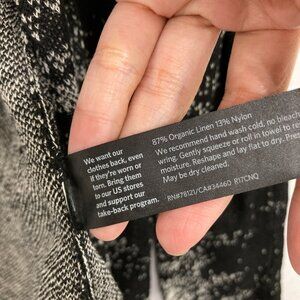 We want our
clothes back, even
if they're worn or
torn. Bring them
to our US stores
and support our
take-back program.
87% Organic Linen 13% Nylon
We recommend hand wash cold, no bleach
wring. Gently squeeze or roll in towel to re
moisture. Reshape and lay flat to dry. Pre
May be dry cleaned.
RN#78121/CA#34460 R17CNQ